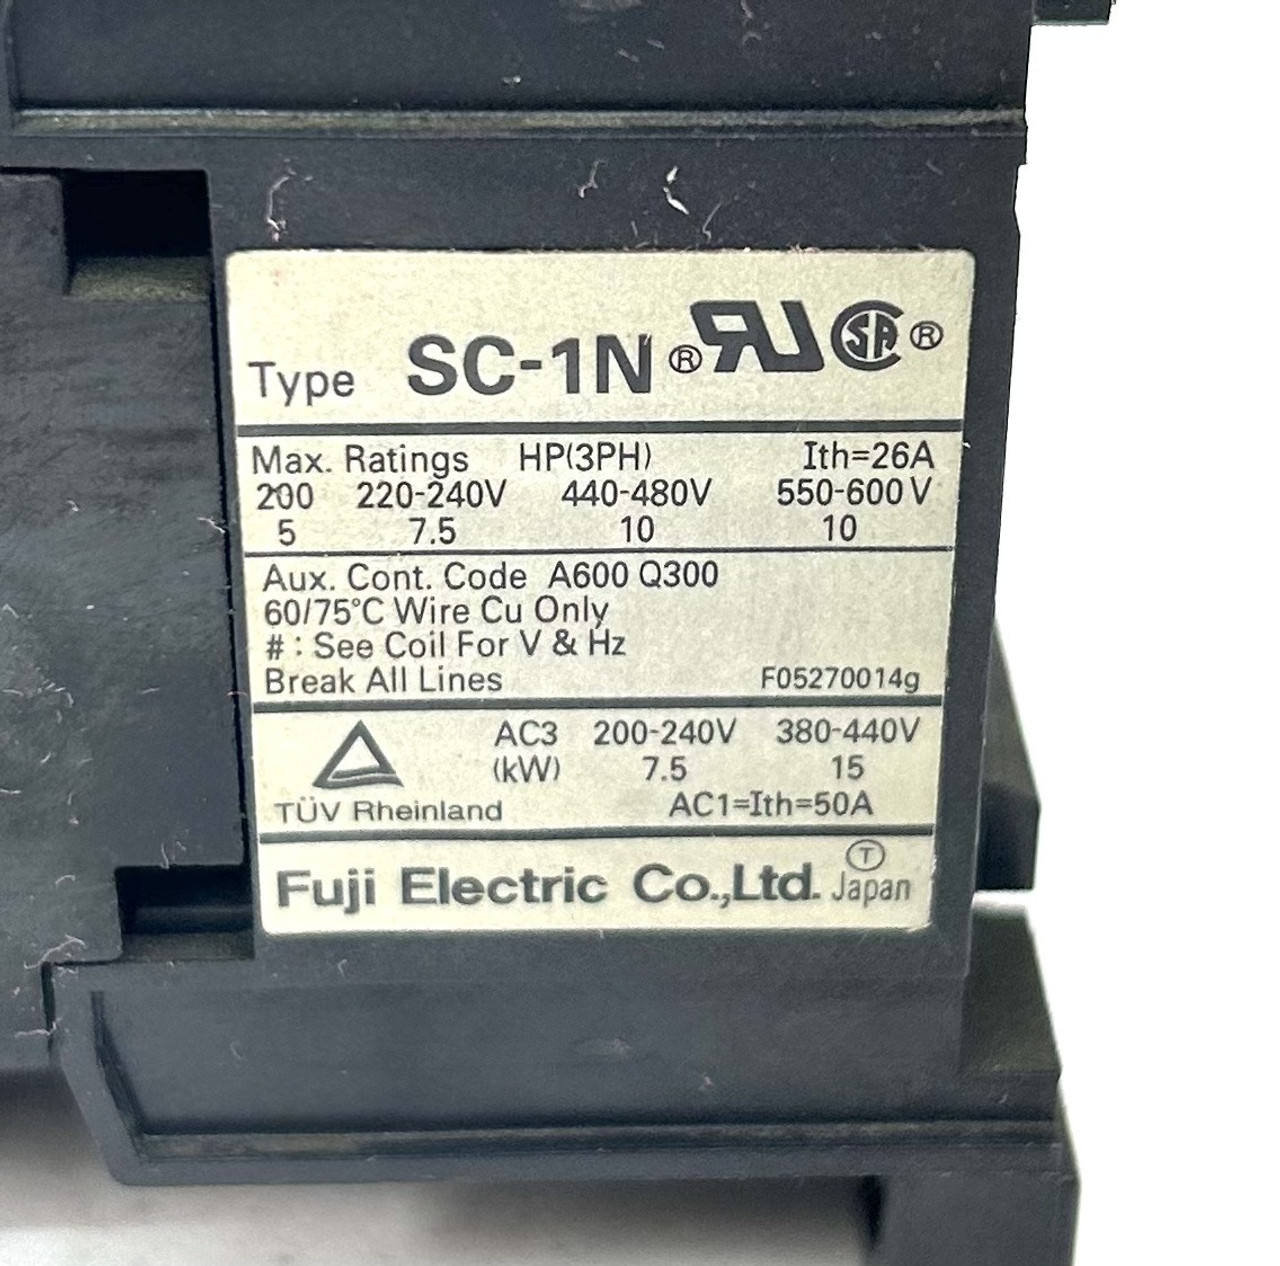 Type SC-1N ® RU SA ®
Max. Ratings HP(3PH) Ith=26A
200 220-240V 440-480V 550-600V
5 7.5 10 10
Aux. Cont. Code A600 Q300
60/75°C Wire Cu Only
# : See Coil For V & Hz
Break All Lines F05270014g
AC3 200-240V 380-440V
(kW) 7.5 15
TÜV Rheinland AC1=Ith=50A
Fuji Electric Co.,Ltd. T Japan